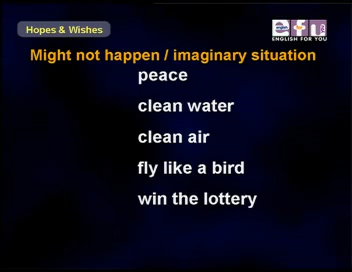 Hopes & Wishes
ENGLISH FOR YOU
Might not happen / imaginary situation
peace
clean water
clean air
fly like a bird
win the lottery